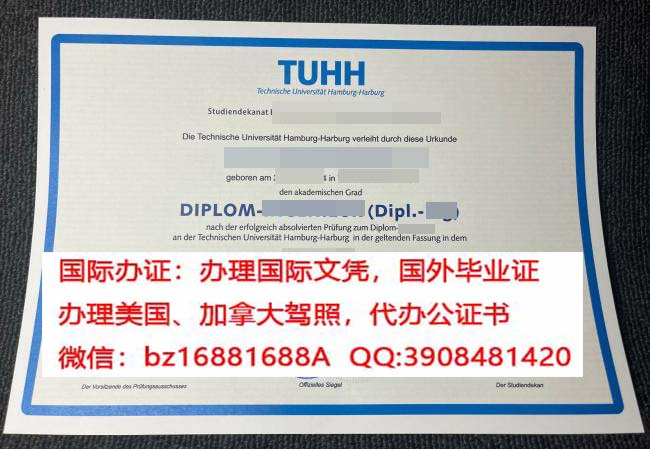 TUHH
Technische Universität Hamburg-Harburg
Studiendekanat
Die Technische Universität Hamburg-Harburg verleiht durch diese Urkunde
geboren am in
den akademischen Grad
DIPLOM- (Dipl.- )
nach der erfolgreich absolvierten Prüfung zum Diplom-
an der Technischen Universität Hamburg-Harburg in der geltenden Fassung in dem
国际办证：办理国际文凭，国外毕业证
办理美国、加拿大驾照，代办公证书
微信：bz16881688A QQ:3908481420
Der Vorsitzende des Prüfungsausschusses
Offizielles Siegel
Der Studiendekan